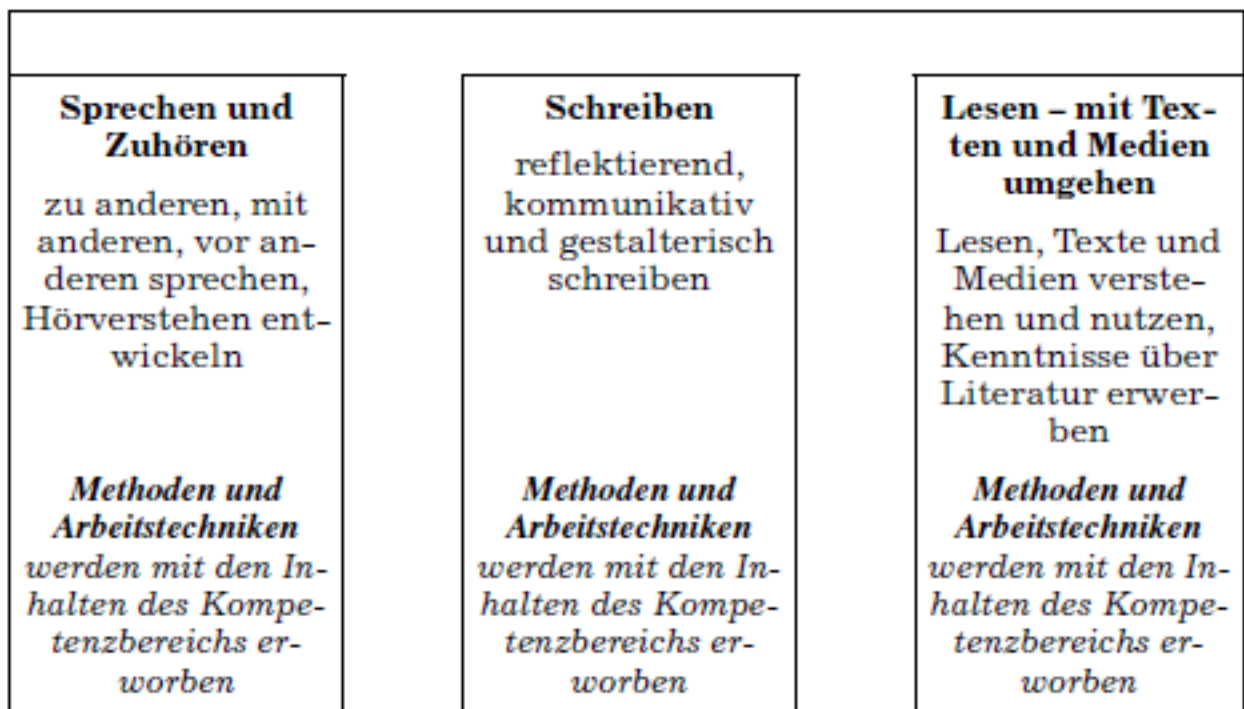 Sprechen und
Zuhören
zu anderen, mit
anderen, vor an-
deren sprechen,
Hörverstehen ent-
wickeln
Methoden und
Arbeitstechniken
werden mit den In-
halten des Kompe-
tenzbereichs er-
worben
Schreiben
reflektierend,
kommunikativ
und gestalterisch
schreiben
Methoden und
Arbeitstechniken
werden mit den In-
halten des Kompe-
tenzbereichs er-
worben
Lesen – mit Tex-
ten und Medien
umgehen
Lesen, Texte und
Medien verste-
hen und nutzen,
Kenntnisse über
Literatur erwer-
ben
Methoden und
Arbeitstechniken
werden mit den In-
halten des Kompe-
tenzbereichs er-
worben